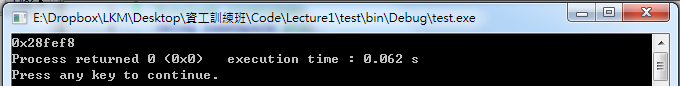 E:\Dropbox\LKM\Desktop\資工訓練班\Code\Lecture1\test\bin\Debug\test.exe
0x28fef8
Process returned 0 (0x0)   execution time : 0.062 s
Press any key to continue.